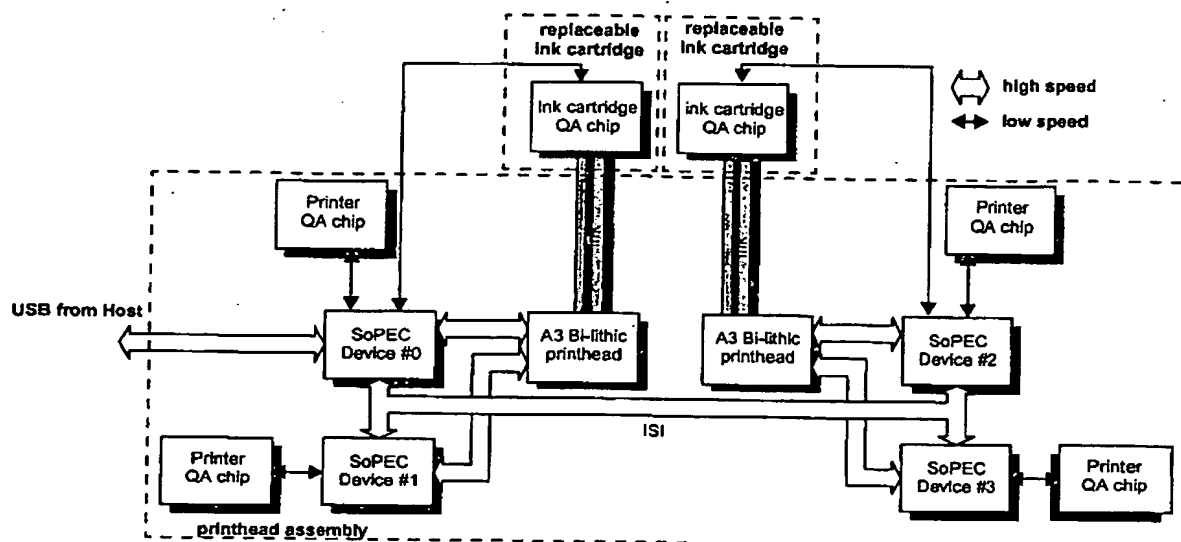 replaceable
ink cartridge
replaceable
ink cartridge
Ink cartridge
QA chip
ink cartridge
QA chip
high speed
low speed
Printer
QA chip
Printer
QA chip
USB from Host
SoPEC
Device #0
A3 Bi-lithic
printhead
A3 Bi-lithic
printhead
SoPEC
Device #2
ISI
Printer
QA chip
SoPEC
Device #1
SoPEC
Device #3
Printer
QA chip
printhead assembly